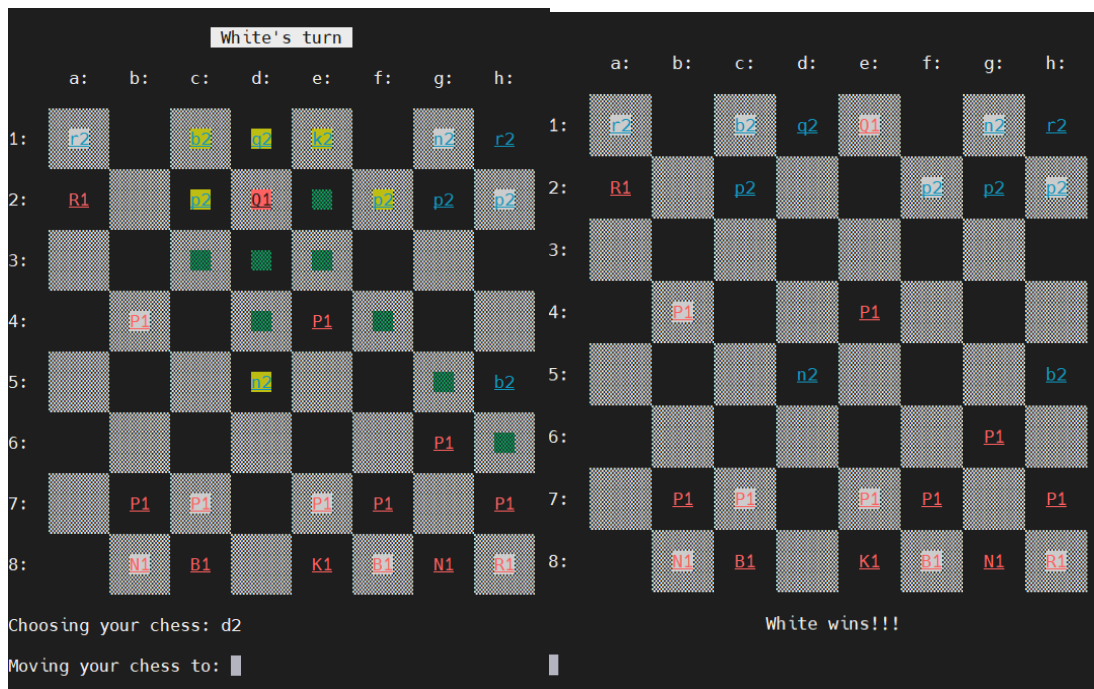 White's turn
a: b: c: d: e: f: g: h:
1: r2 b2 q2 k2 n2 r2
2: R1 p2 Q1 p2 p2 p2
3:
4: P1 P1
5: n2 b2
6: P1
7: P1 P1 P1 P1 P1
8: N1 B1 K1 B1 N1 R1
Choosing your chess: d2
Moving your chess to:
a: b: c: d: e: f: g: h:
1: r2 b2 q2 Q1 n2 r2
2: R1 p2 p2 p2 p2
3:
4: P1 P1
5: n2 b2
6: P1
7: P1 P1 P1 P1 P1
8: N1 B1 K1 B1 N1 R1
White wins!!!